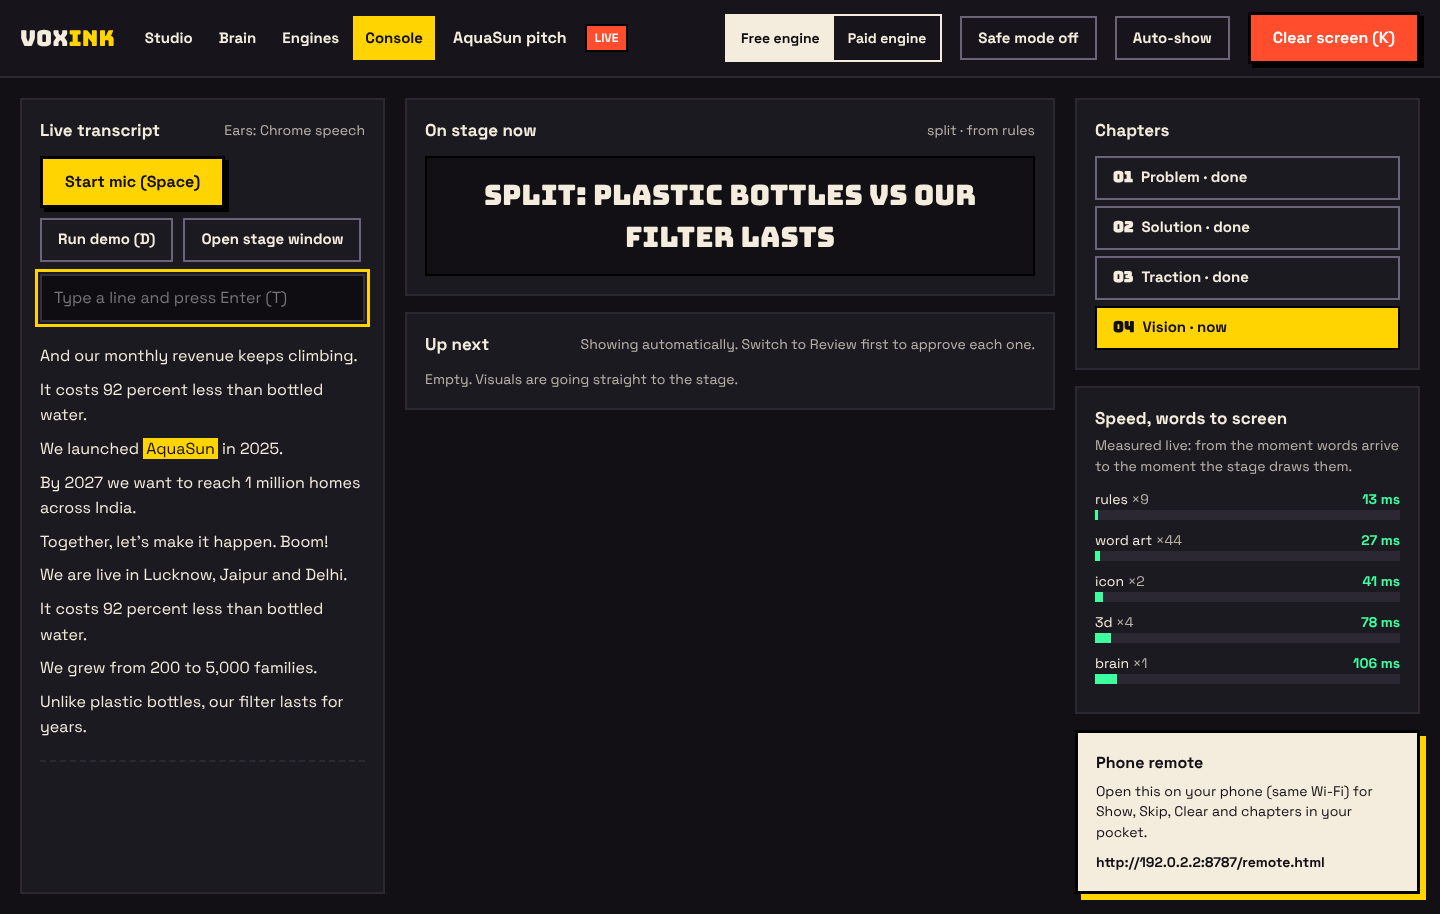 VOXINK
Studio
Brain
Engines
Console
AquaSun pitch
LIVE
Free engine
Paid engine
Safe mode off
Auto-show
Clear screen (K)
Live transcript
Ears: Chrome speech
Start mic (Space)
Run demo (D)
Open stage window
Type a line and press Enter (T)
And our monthly revenue keeps climbing.
It costs 92 percent less than bottled
water.
We launched AquaSun in 2025.
By 2027 we want to reach 1 million homes
across India.
Together, let's make it happen. Boom!
We are live in Lucknow, Jaipur and Delhi.
It costs 92 percent less than bottled
water.
We grew from 200 to 5,000 families.
Unlike plastic bottles, our filter lasts for
years.
On stage now
split · from rules
SPLIT: PLASTIC BOTTLES VS OUR
FILTER LASTS
Up next
Showing automatically. Switch to Review first to approve each one.
Empty. Visuals are going straight to the stage.
Chapters
01 Problem · done
02 Solution · done
03 Traction · done
04 Vision · now
Speed, words to screen
Measured live: from the moment words arrive
to the moment the stage draws them.
rules ×9
13 ms
word art ×44
27 ms
icon ×2
41 ms
3d ×4
78 ms
brain ×1
106 ms
Phone remote
Open this on your phone (same Wi-Fi) for
Show, Skip, Clear and chapters in your
pocket.
http://192.0.2.2:8787/remote.html